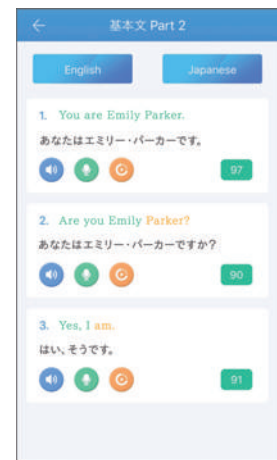 基本文 Part 2
English Japanese
1. You are Emily Parker.
あなたはエミリー・パーカーです。
97
2. Are you Emily Parker?
あなたはエミリー・パーカーですか?
90
3. Yes, I am.
はい、そうです。
91